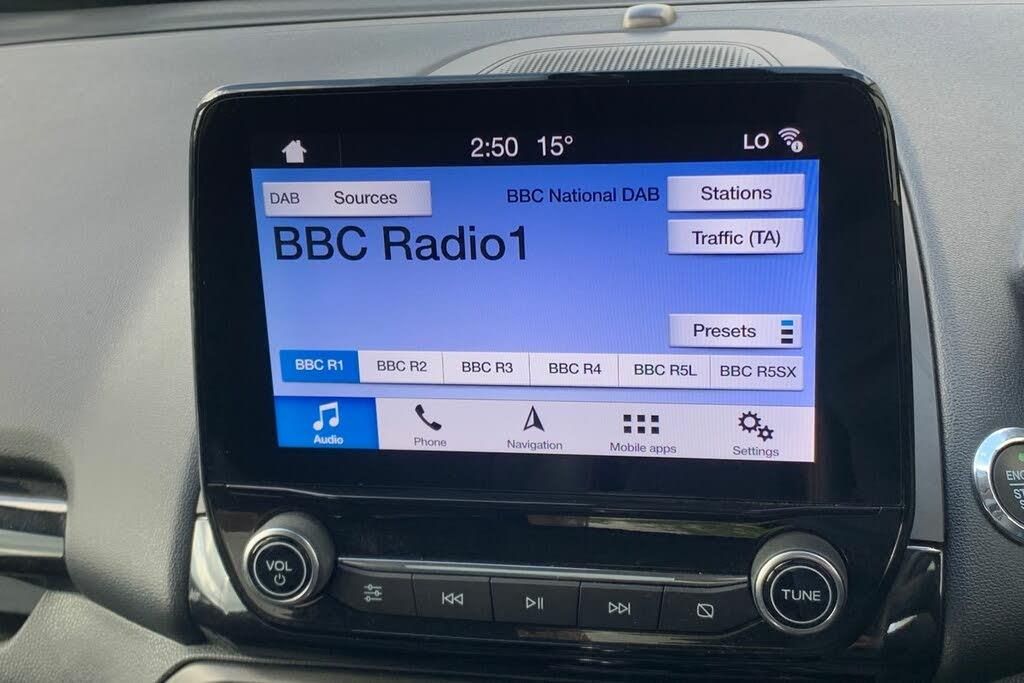 2:50 15° LO
DAB Sources BBC National DAB Stations
BBC Radio1
Traffic (TA)
Presets
BBC R1 BBC R2 BBC R3 BBC R4 BBC R5L BBC R5SX
Audio Phone Navigation Mobile apps Settings
VOL
TUNE